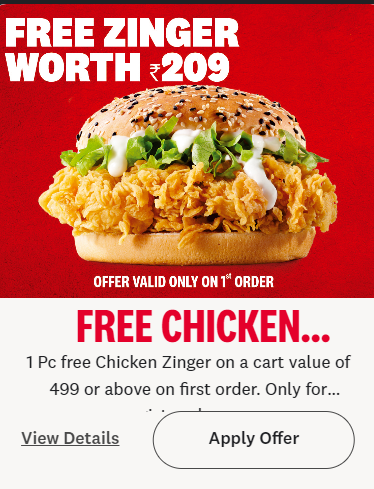 FREE ZINGER
WORTH ₹209
OFFER VALID ONLY ON 1st ORDER
FREE CHICKEN...
1 Pc free Chicken Zinger on a cart value of
499 or above on first order. Only for...
View Details
Apply Offer